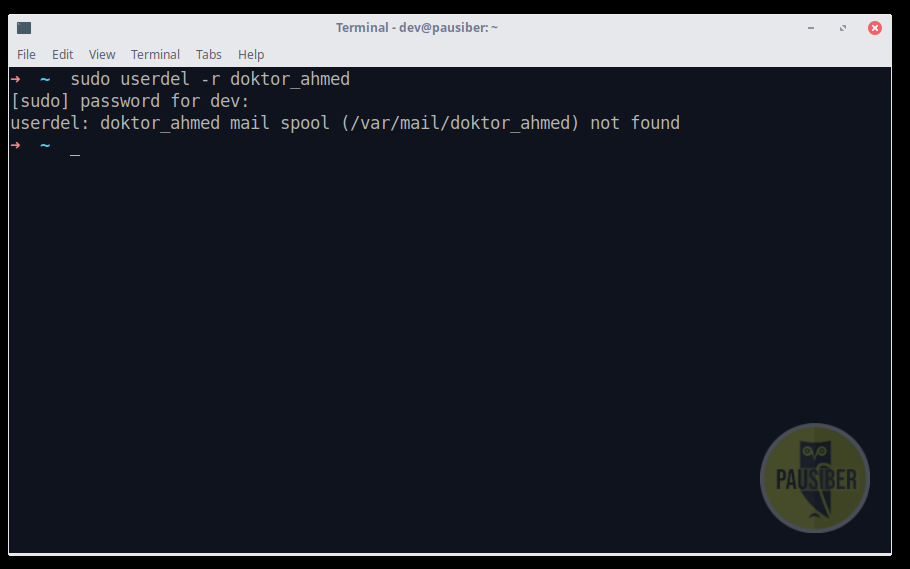 Terminal - dev@pausiber: ~
File Edit View Terminal Tabs Help
➜ ~ sudo userdel -r doktor_ahmed
[sudo] password for dev:
userdel: doktor_ahmed mail spool (/var/mail/doktor_ahmed) not found
➜ ~ _
PAUSIBER